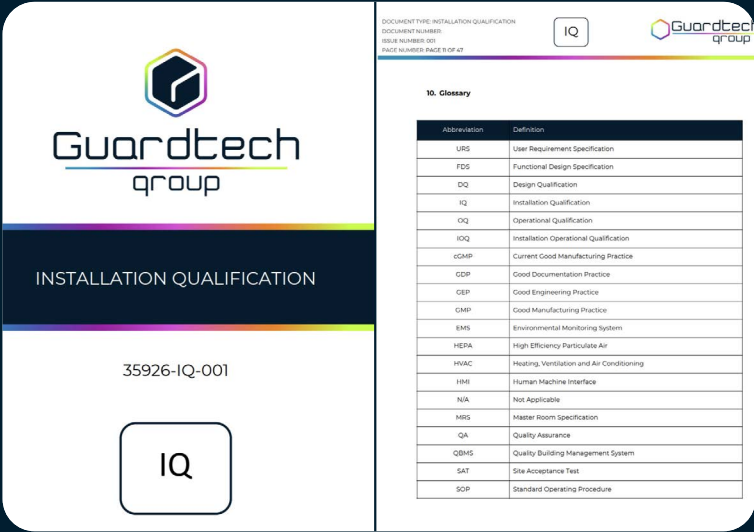 Guardtech
group
INSTALLATION QUALIFICATION
35926-IQ-001
IQ
DOCUMENT TYPE: INSTALLATION QUALIFICATION
DOCUMENT NUMBER:
ISSUE NUMBER: 001
PAGE NUMBER: PAGE 11 OF 47
IQ
Guardtech
group
10. Glossary
Abbreviation Definition
URS User Requirement Specification
FDS Functional Design Specification
DQ Design Qualification
IQ Installation Qualification
OQ Operational Qualification
IOQ Installation Operational Qualification
cGMP Current Good Manufacturing Practice
GDP Good Documentation Practice
GEP Good Engineering Practice
GMP Good Manufacturing Practice
EMS Environmental Monitoring System
HEPA High Efficiency Particulate Air
HVAC Heating, Ventilation and Air Conditioning
HMI Human Machine Interface
N/A Not Applicable
MRS Master Room Specification
QA Quality Assurance
QBMS Quality Building Management System
SAT Site Acceptance Test
SOP Standard Operating Procedure